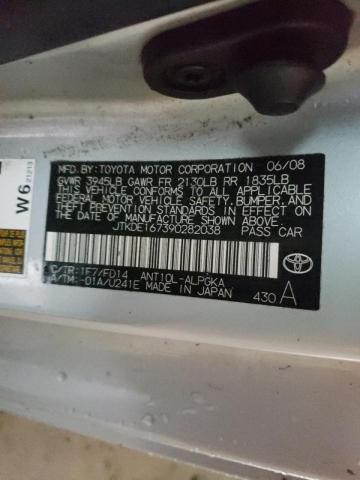 MFD.BY:TOYOTA MOTOR CORPORATION 06/08
GVWR 3945LB GAWR FR 2130LB RR 1835LB
THIS VEHICLE CONFORMS TO ALL APPLICABLE
FEDERAL MOTOR VEHICLE SAFETY,BUMPER,AND
THEFT PREVENTION STANDARDS IN EFFECT ON
THE DATE OF MANUFACTURE SHOWN ABOVE.
JTKDE167390282038 PASS CAR
C/TR:1F7/FD14 ANT10L-ALPGKA
A/TM:-01A/U241E MADE IN JAPAN 430 A
TOYOTA
W6 21213